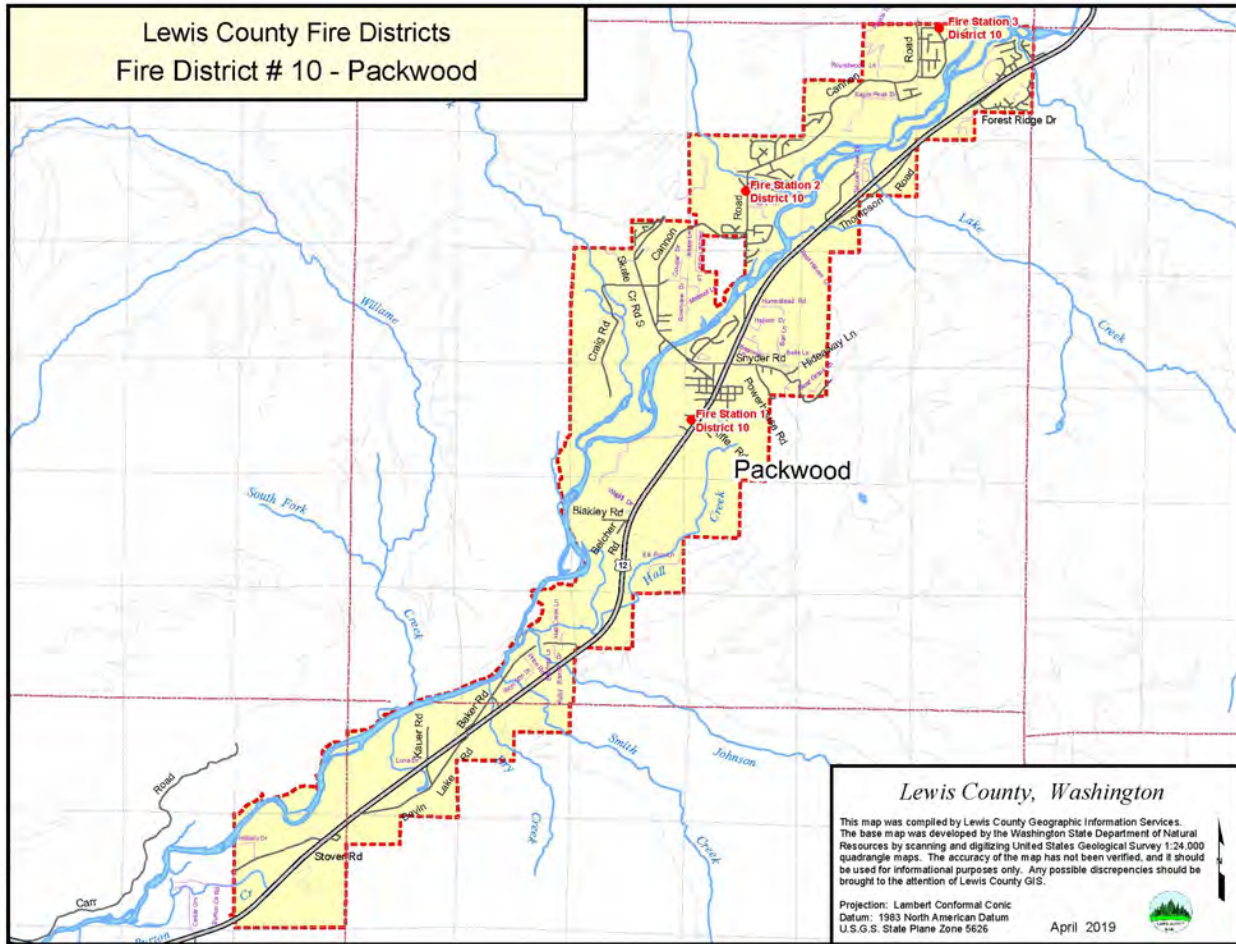 Lewis County Fire Districts
Fire District # 10 - Packwood
Fire Station 3
District 10
Road
Cannon
Forest Ridge Dr
Fire Station 2
District 10
Road
Thompson
Road
Lake
Creek
Cannon
Skate
Cr Rd S
Craig Rd
Willame
Homestead Rd
Snyder Rd
Hideaway Ln
Powerhouse Rd
Fire Station 1
District 10
Packwood
South Fork
Creek
Blakley Rd
Belcher
Rd
Creek
12
Hall
Baker Rd
Kauer Rd
Smith
Johnson
Creek
Lake
Rd
Creek
Stover Rd
Road
Carr
Cr
Burton
Lewis County, Washington
This map was compiled by Lewis County Geographic Information Services.
The base map was developed by the Washington State Department of Natural
Resources by scanning and digitizing United States Geological Survey 1:24,000
quadrangle maps. The accuracy of the map has not been verified, and it should
be used for informational purposes only. Any possible discrepancies should be
brought to the attention of Lewis County GIS.
Projection: Lambert Conformal Conic
Datum: 1983 North American Datum
U.S.G.S. State Plane Zone 5626
April 2019